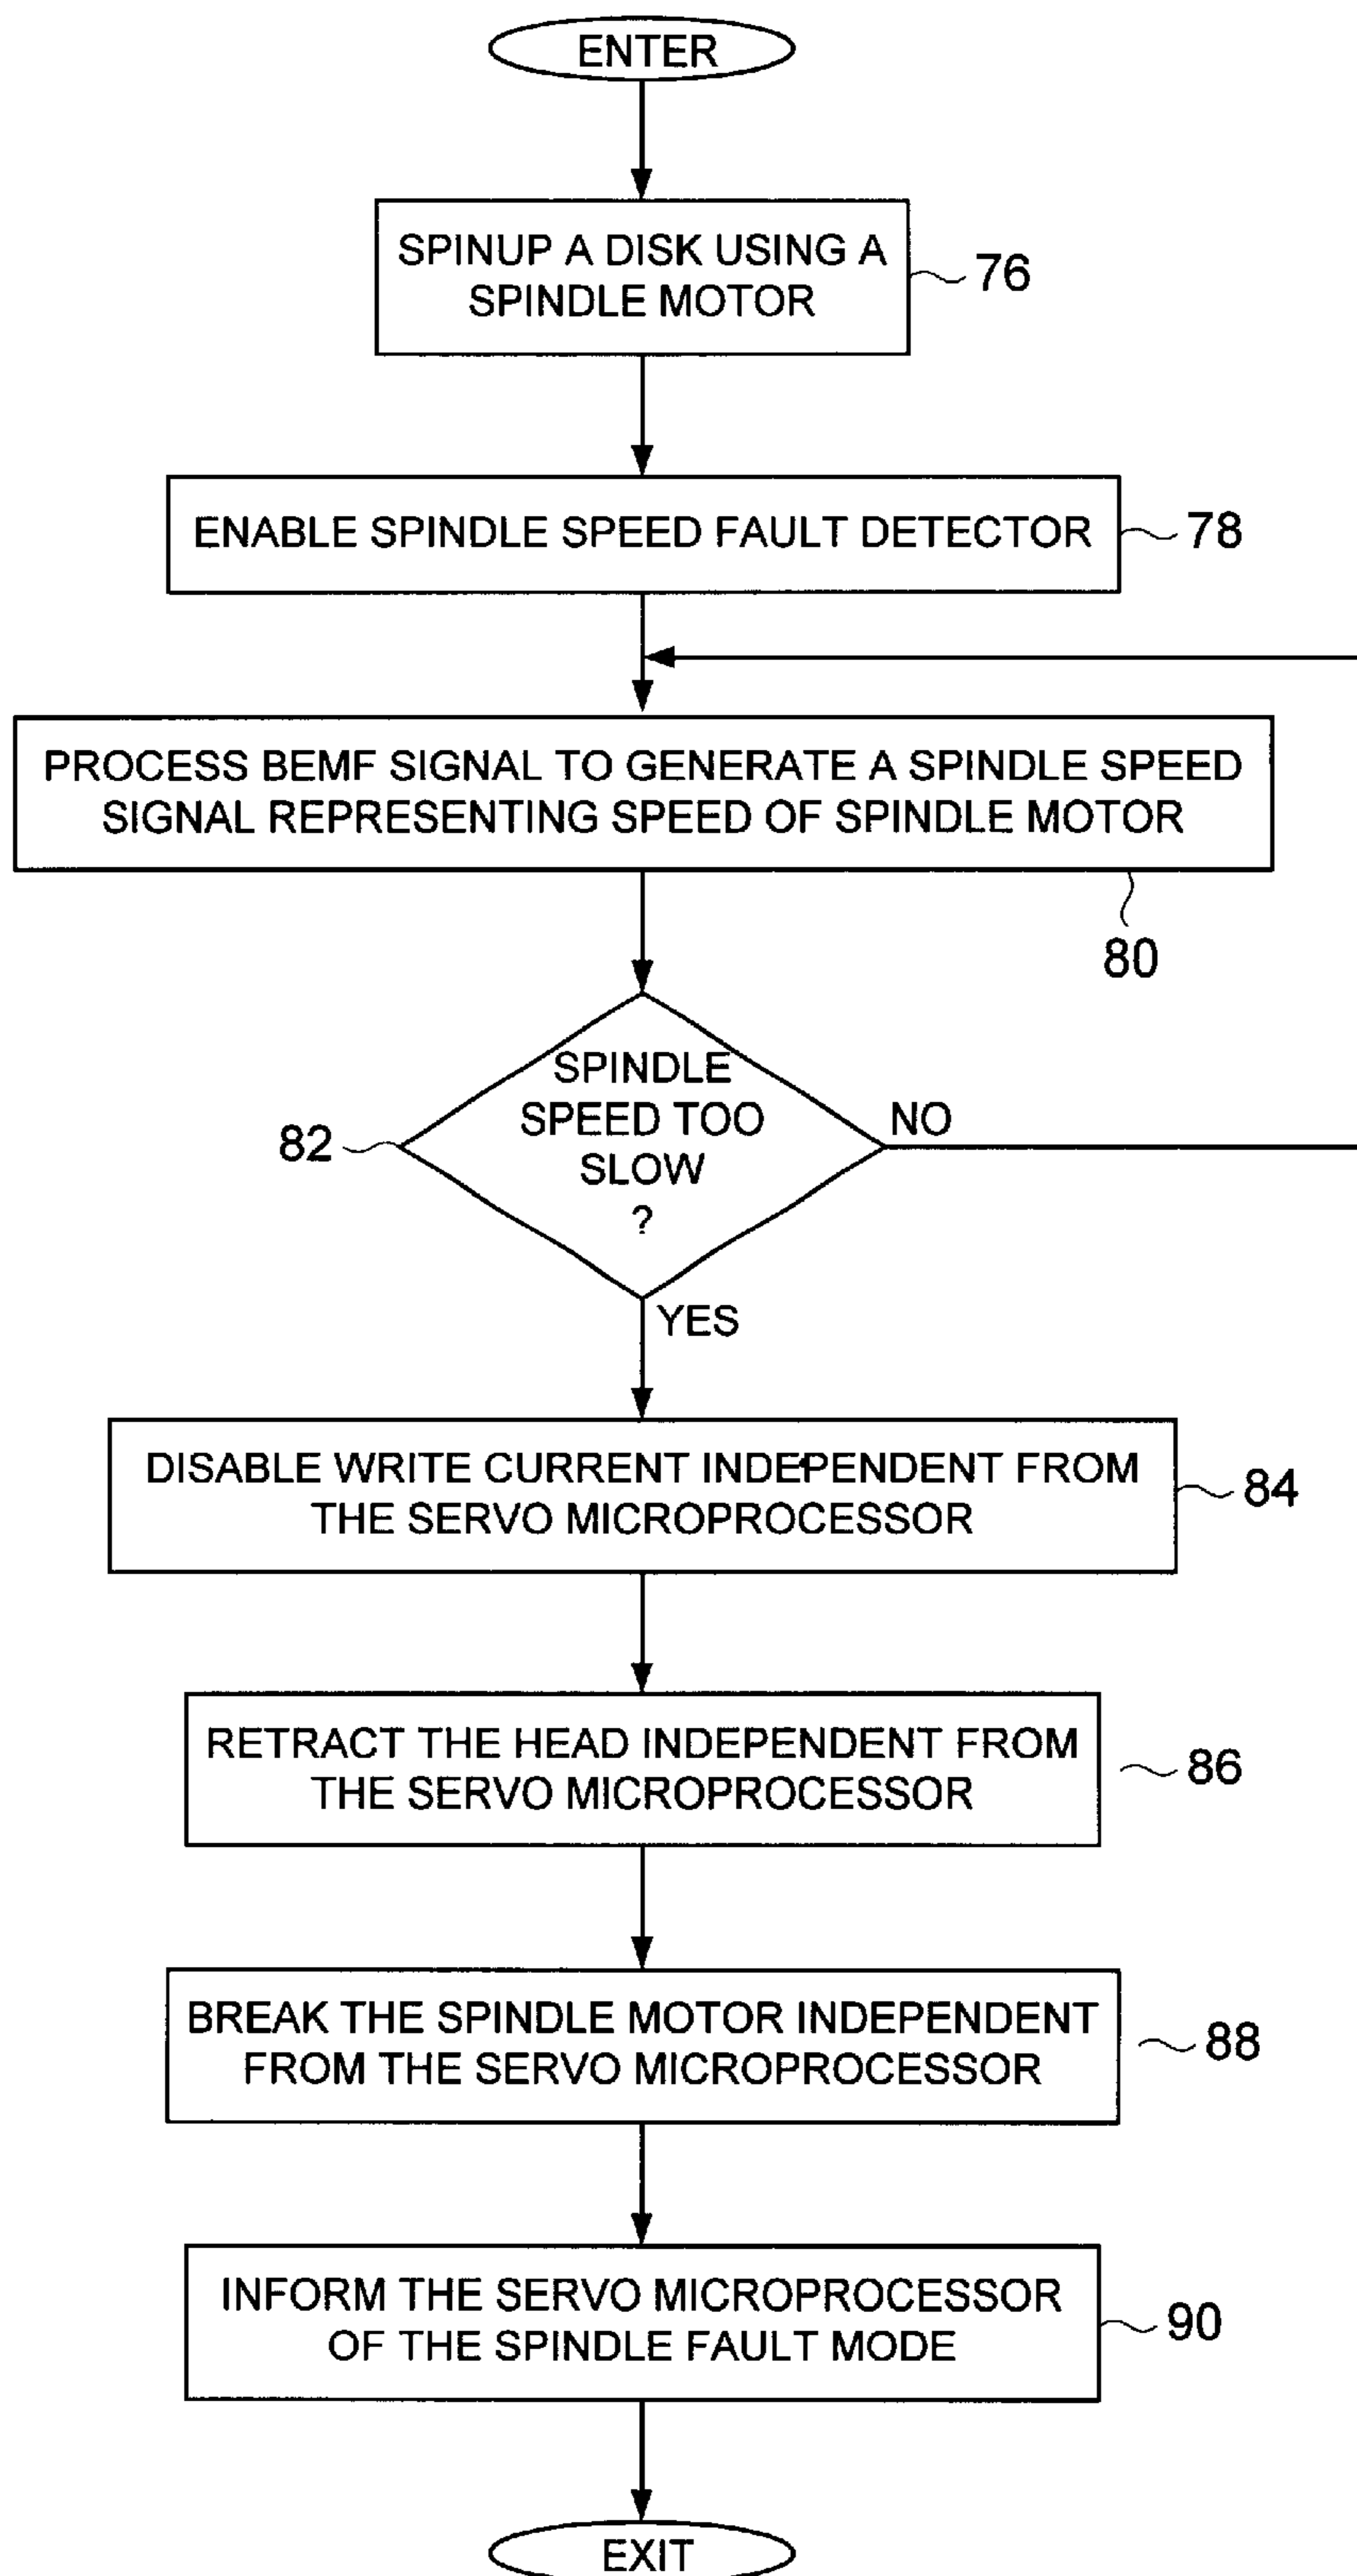 ENTER
SPINUP A DISK USING A
SPINDLE MOTOR
76
ENABLE SPINDLE SPEED FAULT DETECTOR
78
PROCESS BEMF SIGNAL TO GENERATE A SPINDLE SPEED
SIGNAL REPRESENTING SPEED OF SPINDLE MOTOR
80
SPINDLE
SPEED TOO
SLOW
?
82
NO
YES
DISABLE WRITE CURRENT INDEPENDENT FROM
THE SERVO MICROPROCESSOR
84
RETRACT THE HEAD INDEPENDENT FROM
THE SERVO MICROPROCESSOR
86
BREAK THE SPINDLE MOTOR INDEPENDENT
FROM THE SERVO MICROPROCESSOR
88
INFORM THE SERVO MICROPROCESSOR
OF THE SPINDLE FAULT MODE
90
EXIT